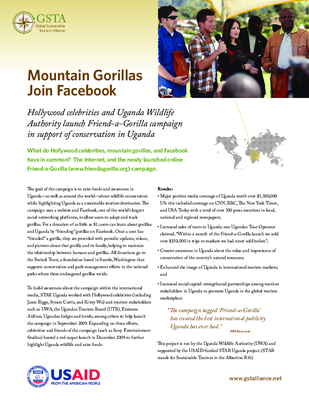 GSTA
Global Sustainable
Tourism Alliance
Mountain Gorillas
Join Facebook
Hollywood celebrities and Uganda Wildlife
Authority launch Friend-a-Gorilla campaign
in support of conservation in Uganda
What do Hollywood celebrities, mountain gorillas, and Facebook
have in common? The Internet, and the newly launched online
Friend-a-Gorilla (www.friendagorilla.org) campaign.
The goal of the campaign is to raise funds and awareness in
Uganda—as well as around the world—about wildlife conservation
while highlighting Uganda as a sustainable tourism destination. The
campaign uses a website and Facebook, one of the world's largest
social networking platforms, to allow users to adopt and track
gorillas. For a donation of as little as $1, users can learn about gorillas
and Uganda by "friending" gorillas on Facebook. Once a user has
"friended" a gorilla, they are provided with periodic updates, videos,
and pictures about that gorilla and its family, helping to maintain
the relationship between humans and gorillas. All donations go to
the Botsoli Trust, a foundation based in Seattle, Washington that
supports conservation and park management efforts in the national
parks where these endangered gorillas reside.
To build awareness about the campaign within the international
media, STAR Uganda worked with Hollywood celebrities (including
Jason Biggs, Simon Curtis, and Kristy Wu) and tourism stakeholders
such as UWA, the Ugandan Tourism Board (UTB), Emirates
Airlines, Ugandan lodges and hotels, among others to help launch
the campaign in September 2009. Expanding on these efforts,
celebrities and friends of the campaign (such as Sony Entertainment
Studios) hosted a red carpet launch in December 2009 to further
highlight Uganda wildlife and raise funds.
Results:
• Major positive media coverage of Uganda worth over $1,500,000
US: this included coverage on CNN, BBC, The New York Times,
and USA Today with a total of over 300 press mentions in local,
national and regional newspapers;
• Increased sales of tours to Uganda: one Ugandan Tour Operator
claimed, "Within a month of the Friend-a-Gorilla launch we sold
over $250,000 in trips to markets we had never sold before";
• Greater awareness in Uganda about the value and importance of
conservation of the country's natural resources;
• Enhanced the image of Uganda in international tourism markets;
and
• Increased social capital: strengthened partnerships among tourism
stakeholders in Uganda to promote Uganda in the global tourism
marketplace.
"The campaign tagged 'Friend-a-Gorilla'
has created the best international publicity
Uganda has ever had."
This project is run by the Uganda Wildlife Authority (UWA) and
supported by the USAID-funded STAR Uganda project. (STAR
stands for Sustainable Tourism in the Albertine Rift).
USAID
FROM THE AMERICAN PEOPLE
www.gstalliance.net